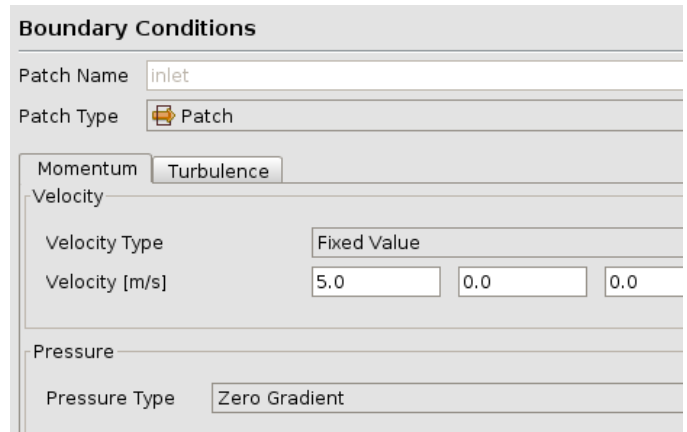 Boundary Conditions
Patch Name inlet
Patch Type Patch
Momentum Turbulence
Velocity
Velocity Type Fixed Value
Velocity [m/s] 5.0 0.0 0.0
Pressure
Pressure Type Zero Gradient